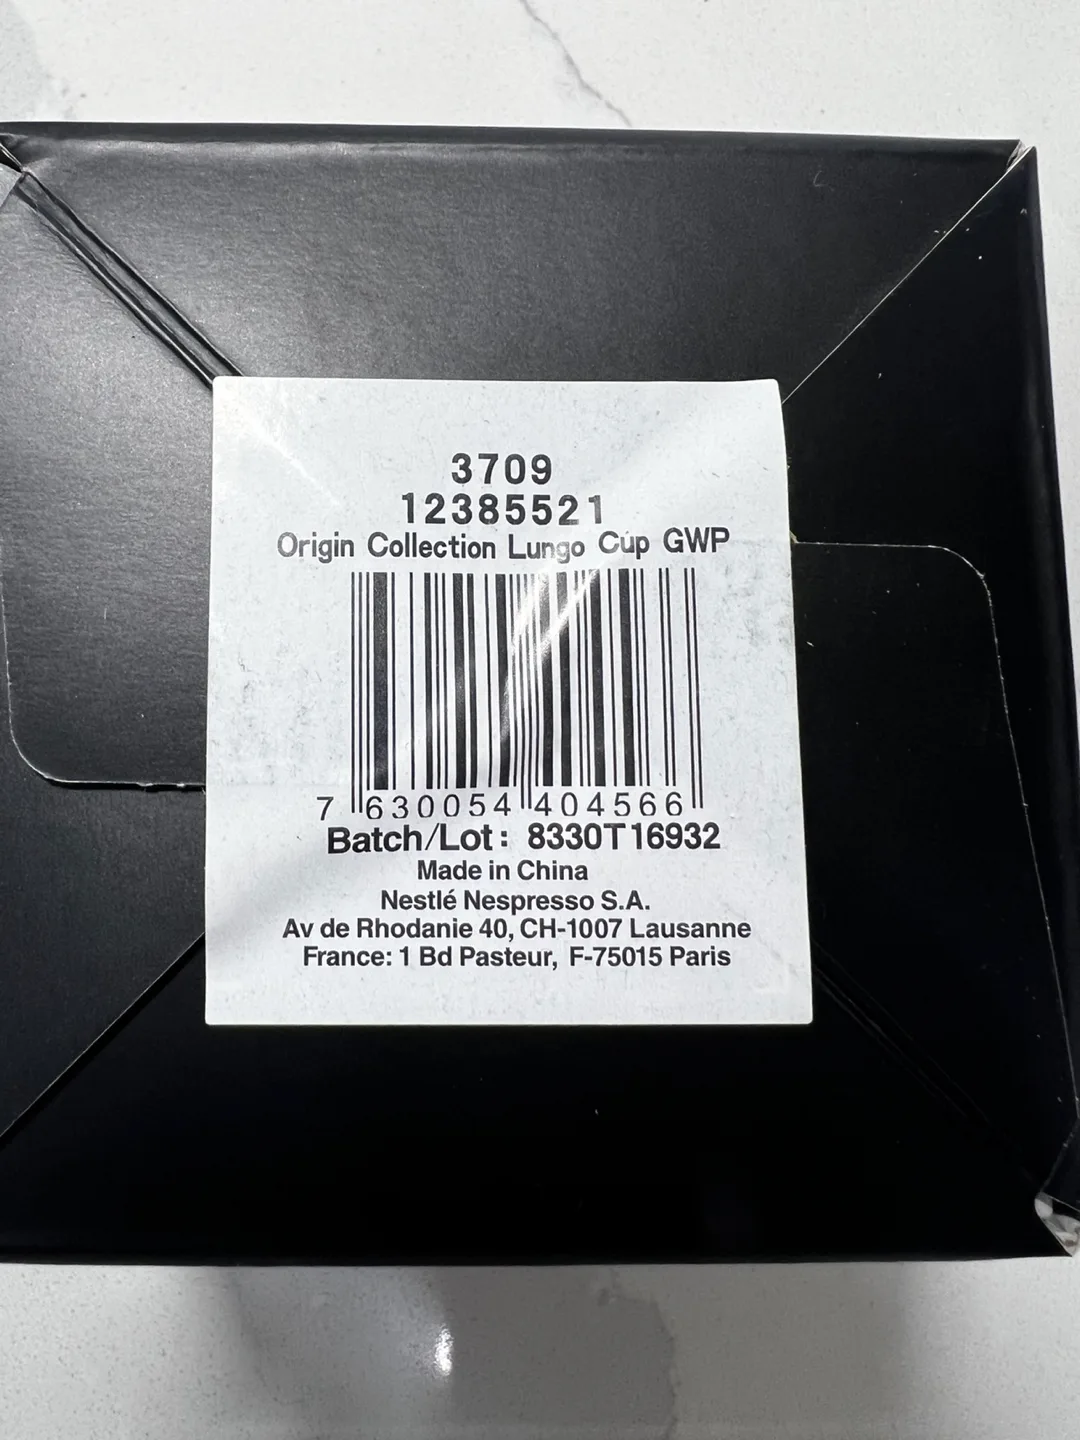 3709
12385521
Origin Collection Lungo Cup GWP
7 630054 404566
Batch/Lot: 8330T16932
Made in China
Nestlé Nespresso S.A.
Av de Rhodanie 40, CH-1007 Lausanne
France: 1 Bd Pasteur, F-75015 Paris